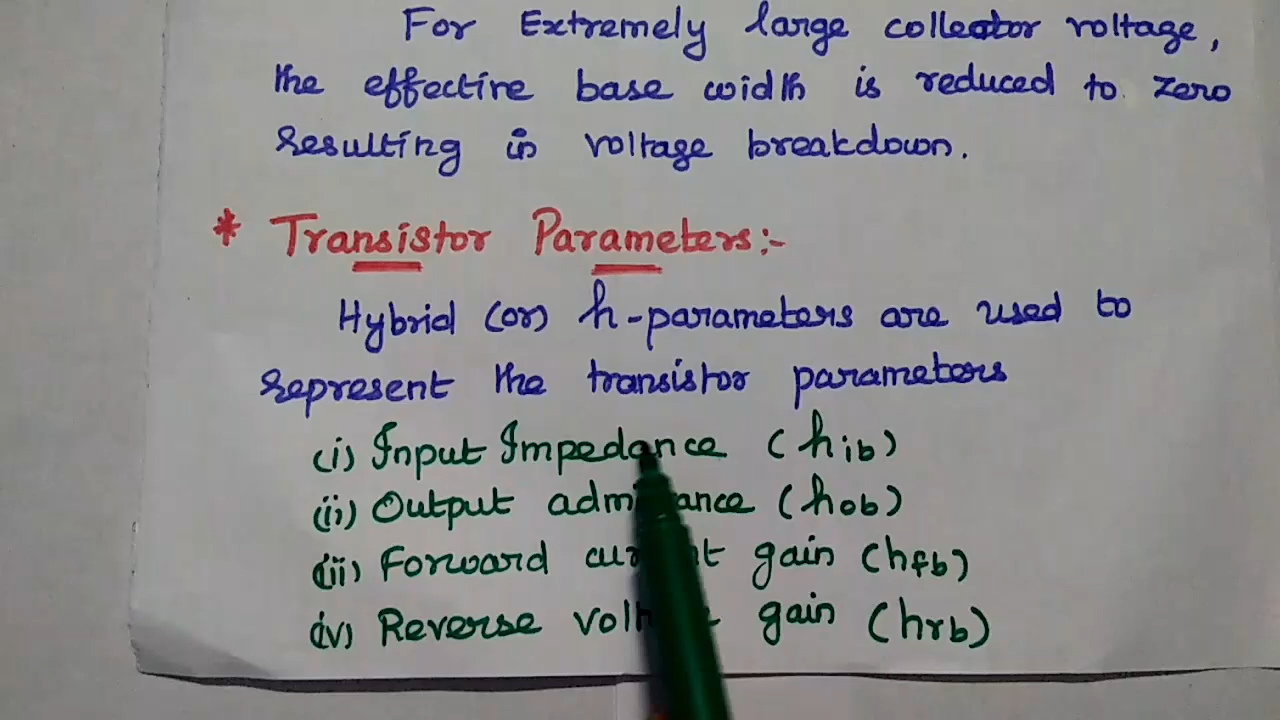 For Extremely large collector voltage,
the effective base width is reduced to zero
resulting in voltage breakdown.
* Transistor Parameters:-
Hybrid (or) h-parameters are used to
represent the transistor parameters
(i) Input Impedance (hib)
(ii) Output (hob)
(iii) Forward gain (hfb)
(iv) Reverse gain (hrb)